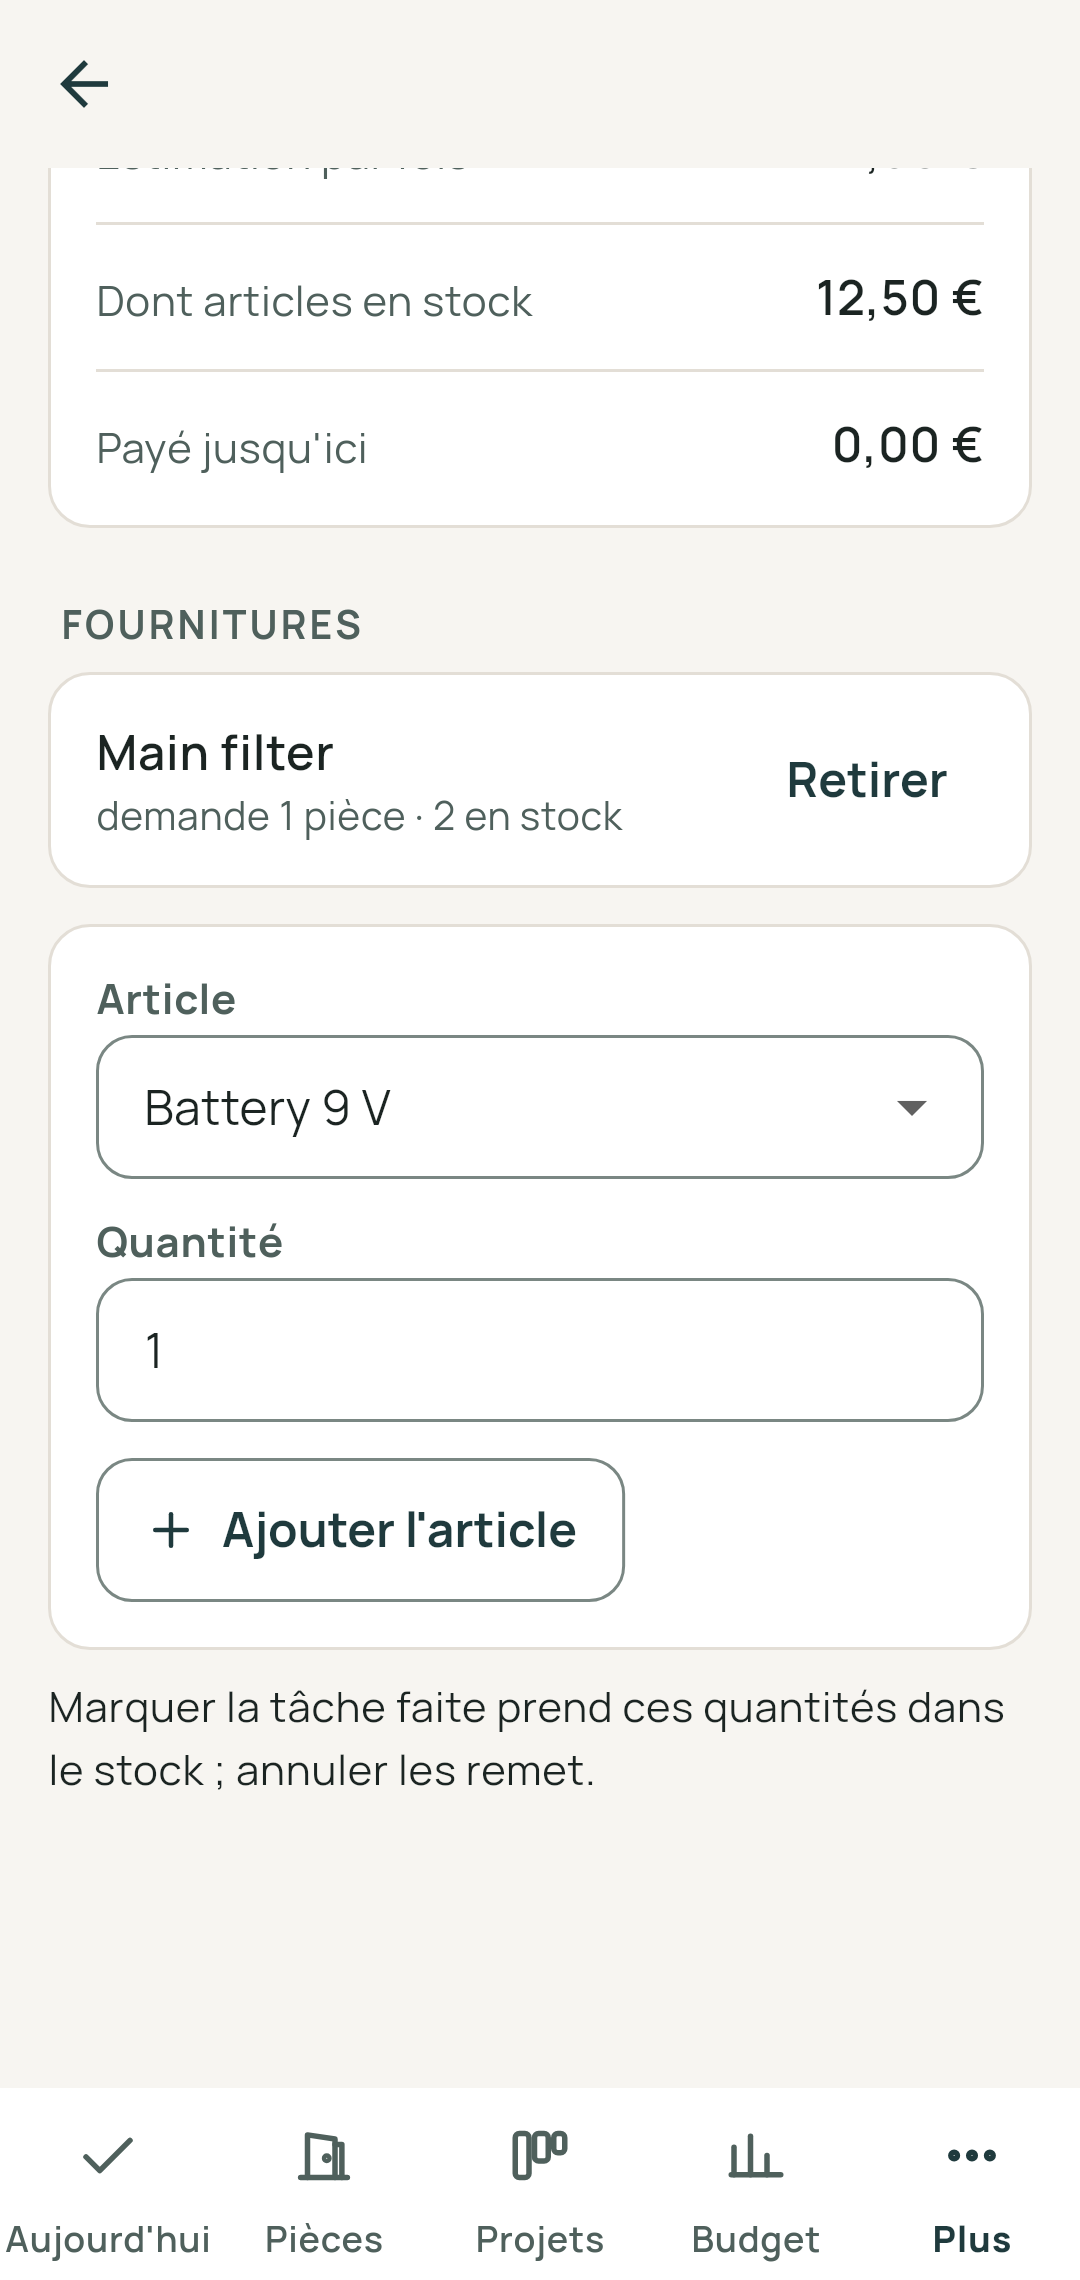 Dont articles en stock 12,50 €
Payé jusqu'ici 0,00 €
FOURNITURES
Main filter
demande 1 pièce · 2 en stock
Retirer
Article
Battery 9 V
Quantité
1
+ Ajouter l'article
Marquer la tâche faite prend ces quantités dans
le stock ; annuler les remet.
Aujourd'hui Pièces Projets Budget Plus